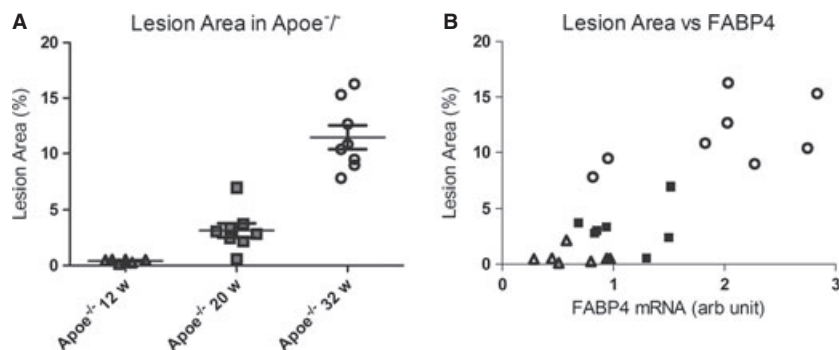 A
Lesion Area in Apoe⁻/⁻
Lesion Area (%)
20
15
10
5
0
Apoe⁻/⁻ 12 w
Apoe⁻/⁻ 20 w
Apoe⁻/⁻ 32 w
B
Lesion Area vs FABP4
Lesion Area (%)
20
15
10
5
0
0
1
2
3
FABP4 mRNA (arb unit)